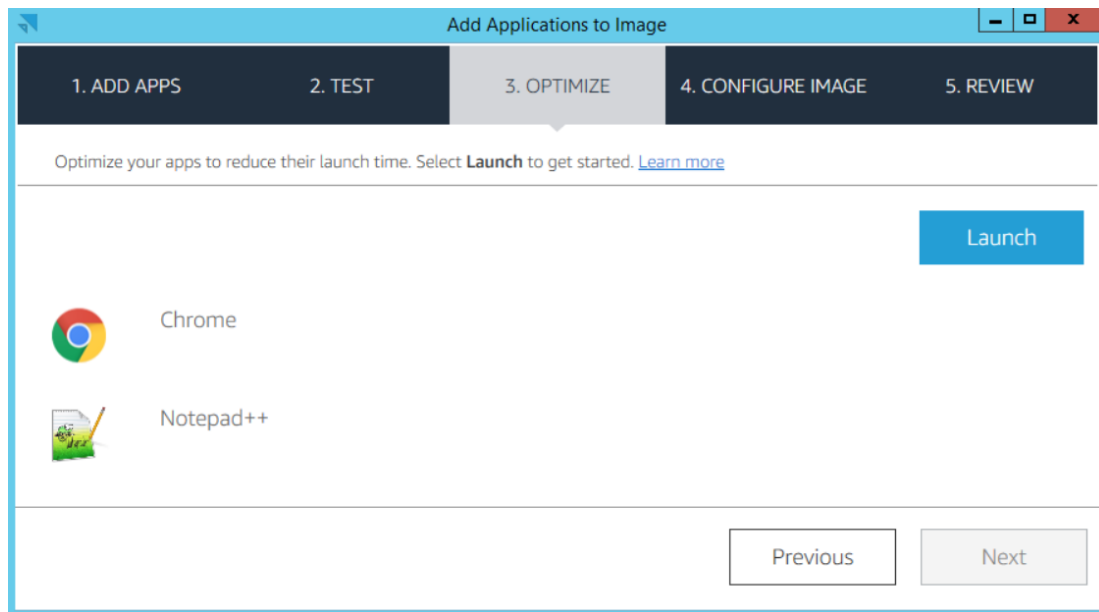 Add Applications to Image
1. ADD APPS 2. TEST 3. OPTIMIZE 4. CONFIGURE IMAGE 5. REVIEW
Optimize your apps to reduce their launch time. Select Launch to get started. Learn more
Launch
Chrome
Notepad++
Previous Next